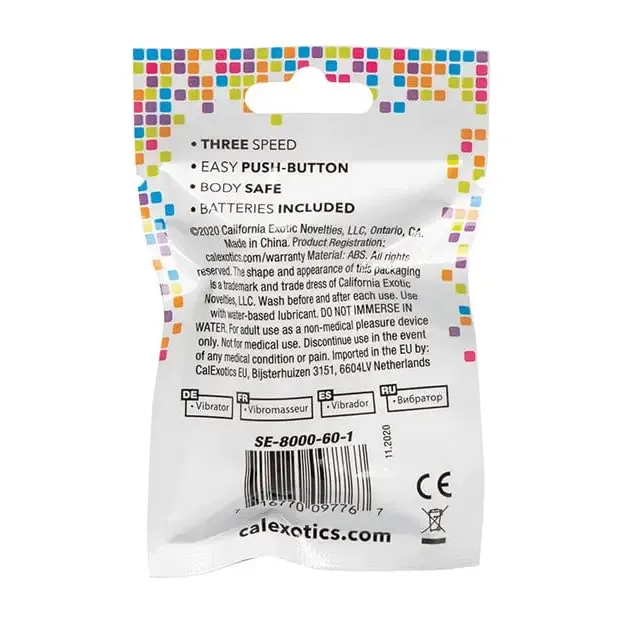 • THREE SPEED
• EASY PUSH-BUTTON
• BODY SAFE
• BATTERIES INCLUDED
©2020 California Exotic Novelties, LLC, Ontario, CA.
Made in China. Product Registration:
calexotics.com/warranty Material: ABS. All rights
reserved. The shape and appearance of this packaging
is a trademark and trade dress of California Exotic
Novelties, LLC. Wash before and after each use. Use
with water-based lubricant. DO NOT IMMERSE IN
WATER. For adult use as a non-medical pleasure device
only. Not for medical use. Discontinue use in the event
of any medical condition or pain. Imported in the EU by:
CalExotics EU, Bijsterhuizen 3151, 6604LV Netherlands
DE
• Vibrator
FR
• Vibromasseur
ES
• Vibrador
RU
• Вибратор
SE-8000-60-1
11.2020
7 16770 09776 7
CE
calexotics.com